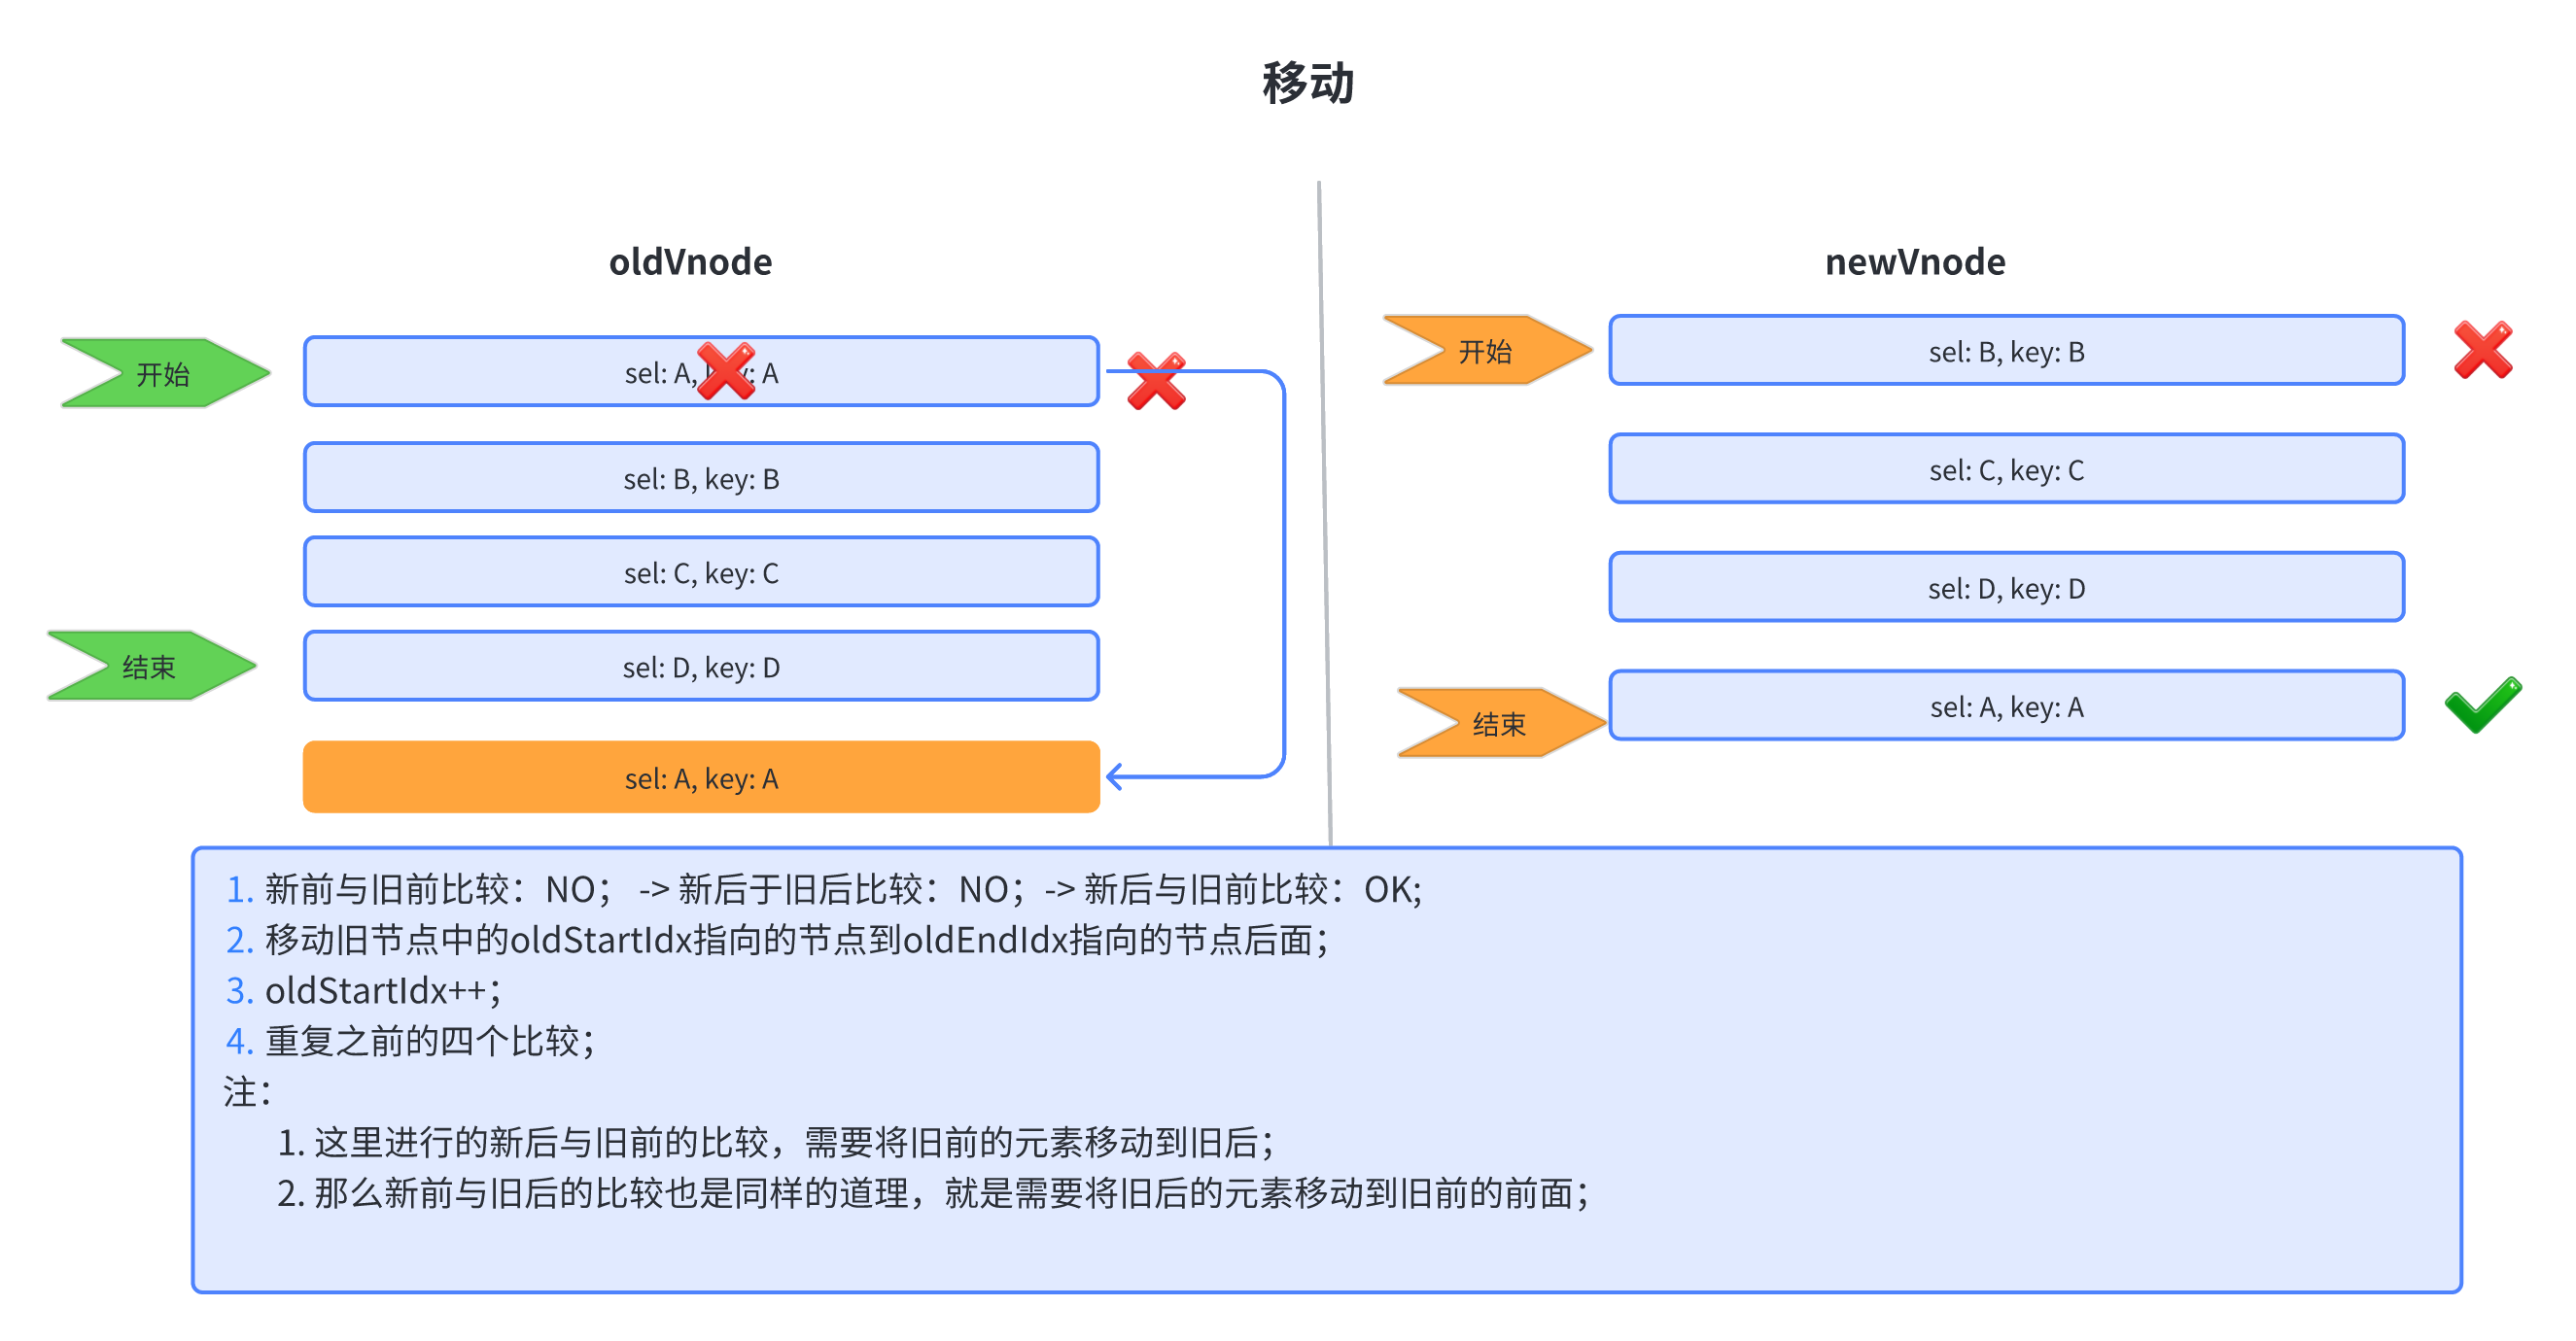 移动
oldVnode
newVnode
开始
sel: A, key: A
sel: B, key: B
sel: C, key: C
结束
sel: D, key: D
sel: A, key: A
开始
sel: B, key: B
sel: C, key: C
sel: D, key: D
结束
sel: A, key: A
1. 新前与旧前比较：NO； -> 新后于旧后比较：NO；-> 新后与旧前比较：OK;
2. 移动旧节点中的oldStartIdx指向的节点到oldEndIdx指向的节点后面；
3. oldStartIdx++；
4. 重复之前的四个比较；
注：
1. 这里进行的新后与旧前的比较，需要将旧前的元素移动到旧后；
2. 那么新前与旧后的比较也是同样的道理，就是需要将旧后的元素移动到旧前的前面；